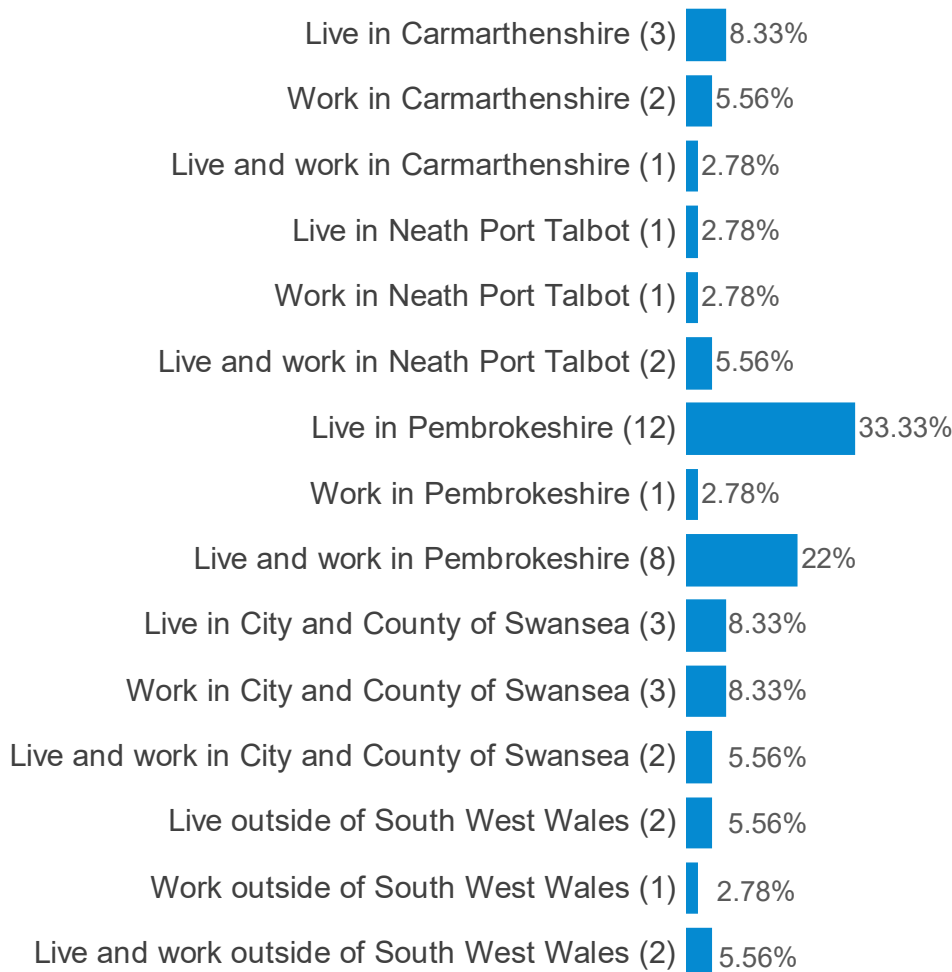 Live in Carmarthenshire (3) 8.33%
Work in Carmarthenshire (2) 5.56%
Live and work in Carmarthenshire (1) 2.78%
Live in Neath Port Talbot (1) 2.78%
Work in Neath Port Talbot (1) 2.78%
Live and work in Neath Port Talbot (2) 5.56%
Live in Pembrokeshire (12) 33.33%
Work in Pembrokeshire (1) 2.78%
Live and work in Pembrokeshire (8) 22%
Live in City and County of Swansea (3) 8.33%
Work in City and County of Swansea (3) 8.33%
Live and work in City and County of Swansea (2) 5.56%
Live outside of South West Wales (2) 5.56%
Work outside of South West Wales (1) 2.78%
Live and work outside of South West Wales (2) 5.56%